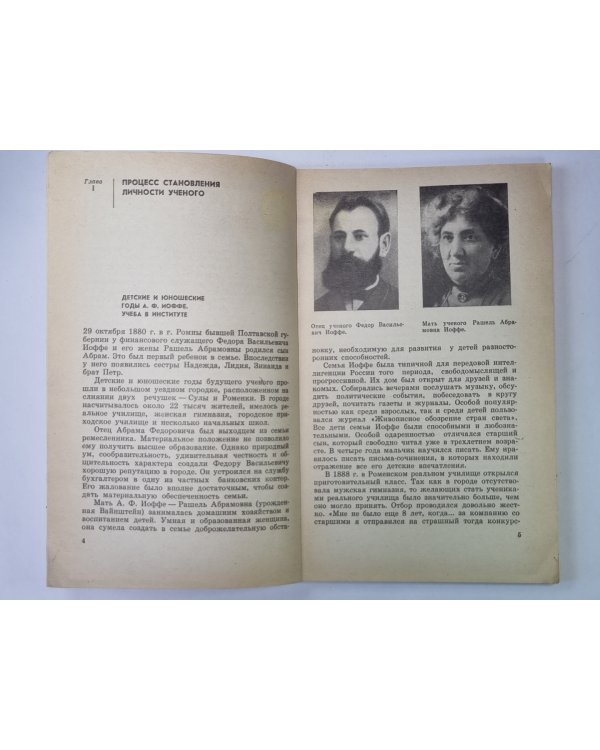 Глава
I
ПРОЦЕСС СТАНОВЛЕНИЯ
ЛИЧНОСТИ УЧЕНОГО
ДЕТСКИЕ И ЮНОШЕСКИЕ
ГОДЫ А. Ф. ИОФФЕ.
УЧЕБА В ИНСТИТУТЕ
29 октября 1880 г. в г. Ромны бывшей Полтавской гу-
бернии у финансового служащего Федора Васильевича
Иоффе и его жены Рашель Абрамовны родился сын
Абрам. Это был первый ребенок в семье. Впоследствии
у него появились сестры Надежда, Лидия, Зинаида и
брат Петр.
Детские и юношеские годы будущего ученого про-
шли в небольшом уездном городке, расположенном на
слиянии двух речушек — Сулы и Роменки. В городе
насчитывалось около 22 тысяч жителей, имелось ре-
альное училище, женская гимназия, городское при-
ходское училище и несколько начальных школ.
Отец Абрама Федоровича был выходцем из семьи
ремесленника. Материальное положение не позволило
ему получить высшее образование. Однако природный
ум, сообразительность, удивительная честность и об-
щительность характера создали Федору Васильевичу
хорошую репутацию в городе. Он устроился на службу
бухгалтером в одну из частных банковских контор.
Его жалование было вполне достаточным, чтобы соз-
дать материальную обеспеченность семьи.
Мать А. Ф. Иоффе — Рашель Абрамовна (урожден-
ная Вайнштейн) занималась домашним хозяйством и
воспитанием детей. Умная и образованная женщина,
она сумела создать в семье доброжелательную обста-
4
Отец ученого Федор Василье-
вич Иоффе.
Мать ученого Рашель Абра-
мовна Иоффе.
новку, необходимую для развития у детей разносто-
ронних способностей.
Семья Иоффе была типичной для передовой интел-
лигенции России того периода, свободомыслящей и
прогрессивной. Их дом был открыт для друзей и зна-
комых. Собирались вечерами послушать музыку, обсу-
дить политические события, побеседовать в кругу
друзей, почитать газеты и журналы. Особой популяр-
ностью как среди взрослых, так и среди детей пользо-
вался журнал «Живописное обозрение стран света».
Все дети семьи Иоффе были способными и любозна-
тельными. Особой одаренностью отличался старший
сын, который стал читать книги уже в трехлетнем возра-
сте. В четыре года мальчик научился писать. Ему нра-
вилось писать письма-сочинения, в которых находили
отражение все его детские впечатления.
В 1888 г. в Роменском реальном училище открылся
приготовительный класс. Так как в городе отсутство-
вала мужская гимназия, то желающих стать ученика-
ми реального училища было значительно больше, чем
оно могло принять. Отбор проводился довольно жест-
ко. «Мне не было еще 8 лет, когда... за компанию со
старшими я отправился на страшный тогда конкурс-
5